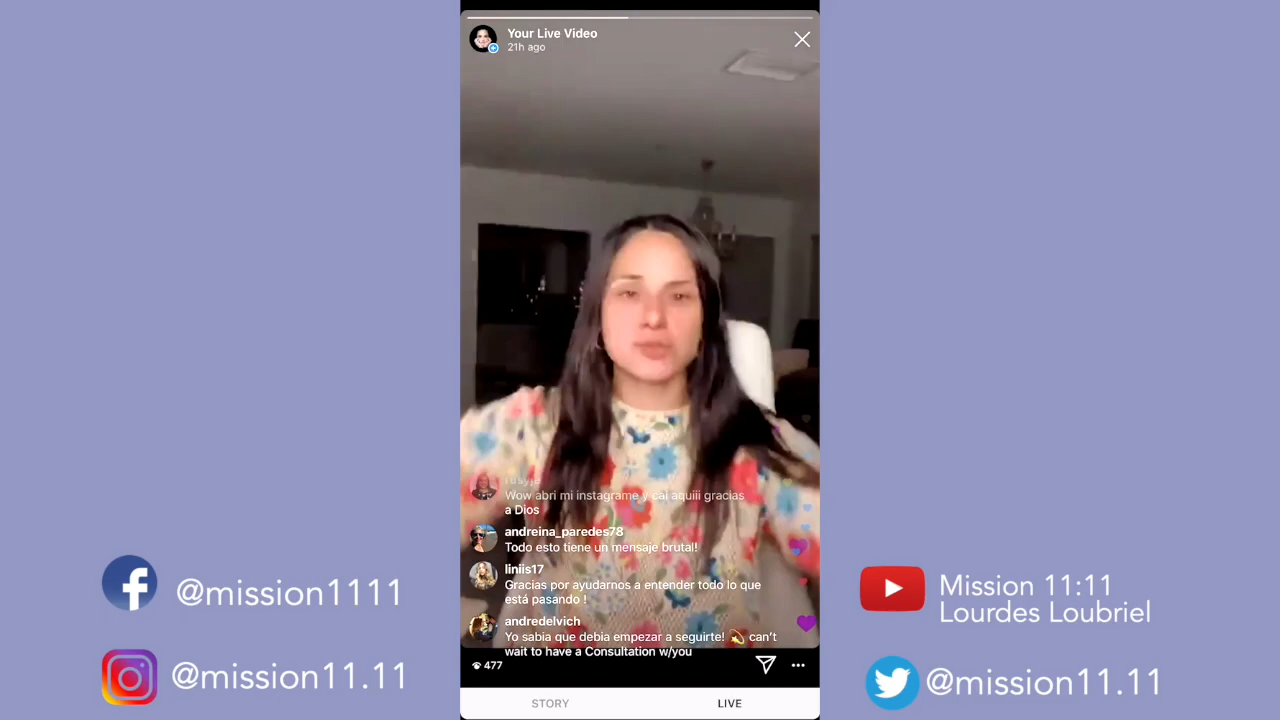 Your Live Video
21h ago
Wow abri mi instagrame y cai aquiii gracias
a Dios
andreina_paredes78
Todo esto tiene un mensaje brutal!
liniis17
Gracias por ayudarnos a entender todo lo que
está pasando !
andredelvich
Yo sabia que debia empezar a seguirte! 💫 can't
wait to have a Consultation w/you
477
STORY
LIVE
@mission1111
@mission11.11
Mission 11:11
Lourdes Loubriel
@mission11.11